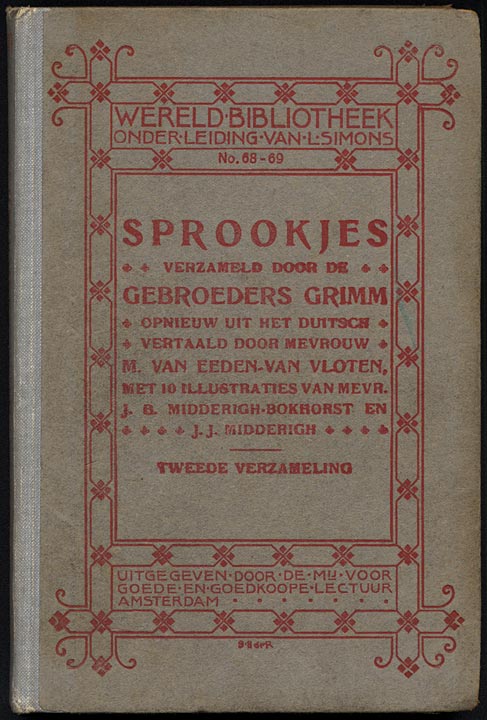 WERELD·BIBLIOTHEEK
ONDER·LEIDING·VAN·L·SIMONS
No. 68-69
SPROOKJES
VERZAMELD DOOR DE
GEBROEDERS GRIMM
OPNIEUW UIT HET DUITSCH
VERTAALD DOOR MEVROUW
M. VAN EEDEN-VAN VLOTEN,
MET 10 ILLUSTRATIES VAN MEVR.
J. B. MIDDERIGH-BOKHORST EN
J. J. MIDDERIGH
TWEEDE VERZAMELING
UITGEGEVEN·DOOR·DE·Mij·VOOR
GOEDE·EN·GOEDKOOPE·LECTUUR
AMSTERDAM · · · · · · ·